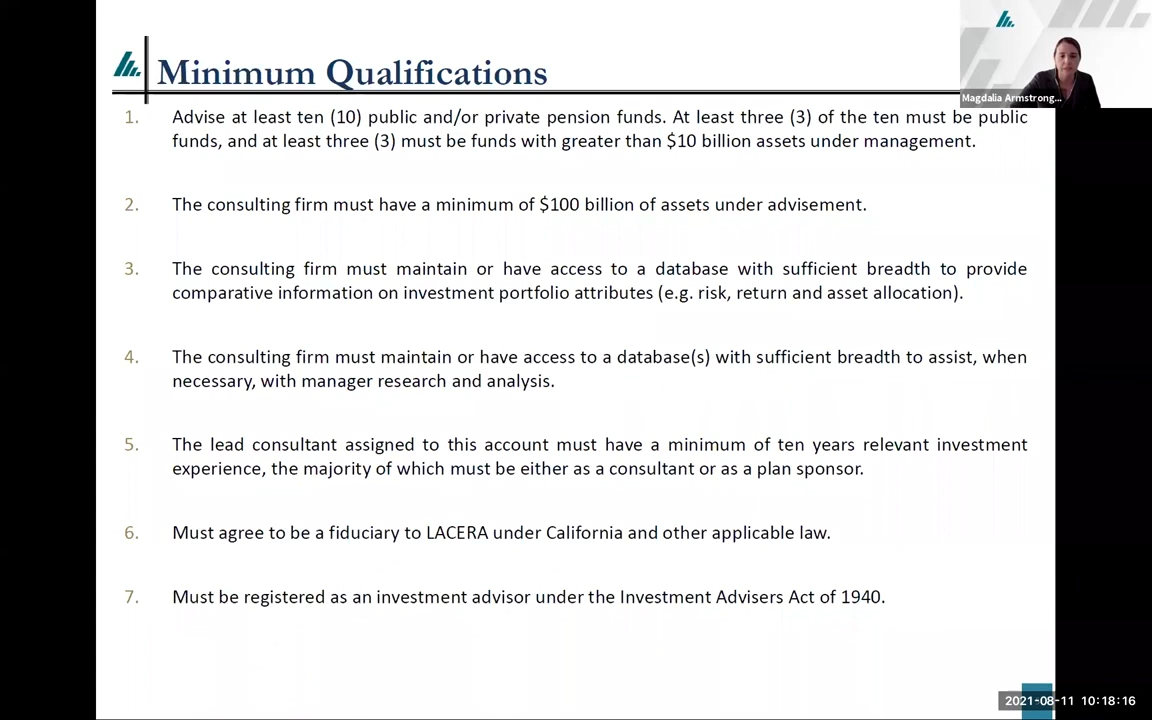 Minimum Qualifications
Magdalia Armstrong...
1. Advise at least ten (10) public and/or private pension funds. At least three (3) of the ten must be public
funds, and at least three (3) must be funds with greater than $10 billion assets under management.
2. The consulting firm must have a minimum of $100 billion of assets under advisement.
3. The consulting firm must maintain or have access to a database with sufficient breadth to provide
comparative information on investment portfolio attributes (e.g. risk, return and asset allocation).
4. The consulting firm must maintain or have access to a database(s) with sufficient breadth to assist, when
necessary, with manager research and analysis.
5. The lead consultant assigned to this account must have a minimum of ten years relevant investment
experience, the majority of which must be either as a consultant or as a plan sponsor.
6. Must agree to be a fiduciary to LACERA under California and other applicable law.
7. Must be registered as an investment advisor under the Investment Advisers Act of 1940.
2021-08-11 10:18:16